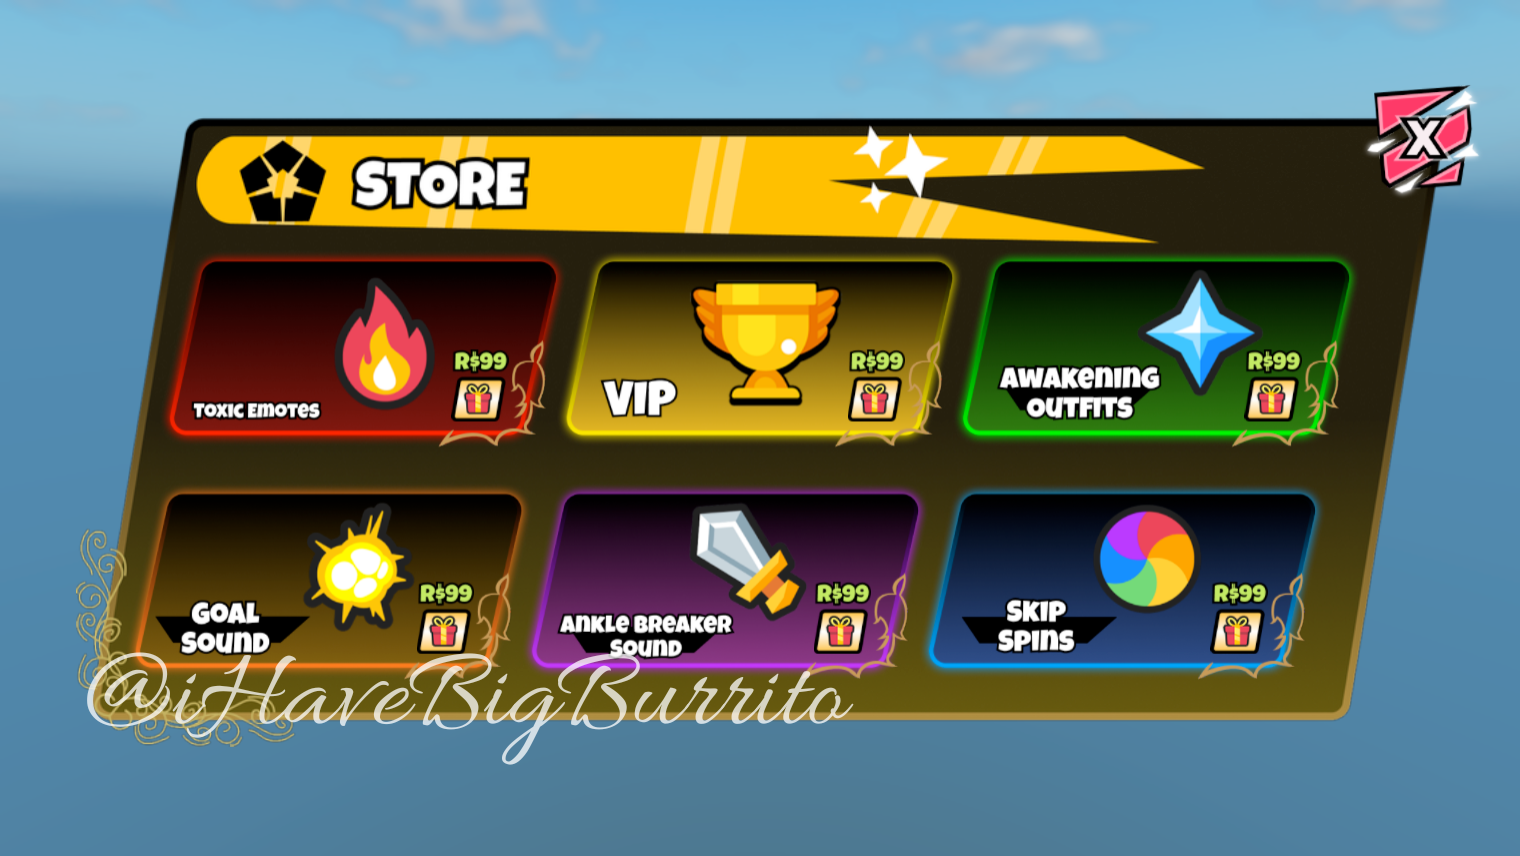 X
STORE
R$99
TOXIC EMOTES
R$99
VIP
R$99
AWAKENING
OUTFITS
R$99
GOAL
SOUND
R$99
ANKLE BREAKER
SOUND
R$99
SKIP
SPINS
@iHaveBigBurrito